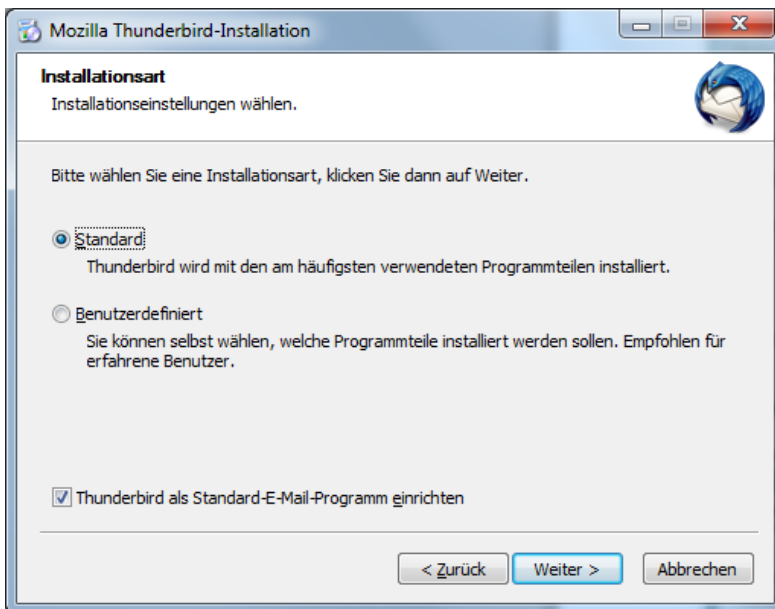 Mozilla Thunderbird-Installation
Installationsart
Installationseinstellungen wählen.
Bitte wählen Sie eine Installationsart, klicken Sie dann auf Weiter.
Standard
Thunderbird wird mit den am häufigsten verwendeten Programmteilen installiert.
Benutzerdefiniert
Sie können selbst wählen, welche Programmteile installiert werden sollen. Empfohlen für
erfahrene Benutzer.
Thunderbird als Standard-E-Mail-Programm einrichten
< Zurück Weiter > Abbrechen